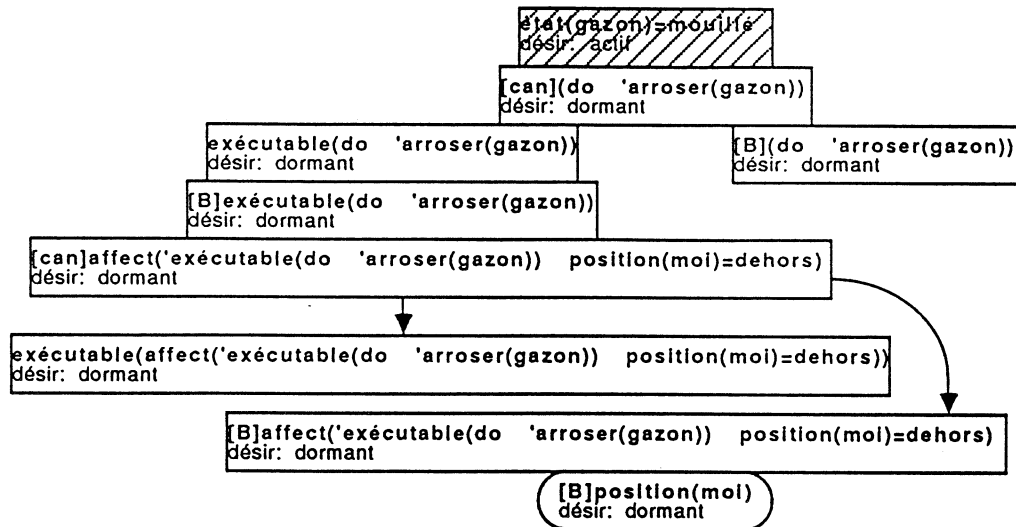 état(gazon)=mouillé
désir: actif
[can](do 'arroser(gazon))
désir: dormant
exécutable(do 'arroser(gazon))
désir: dormant
[B](do 'arroser(gazon))
désir: dormant
[B]exécutable(do 'arroser(gazon))
désir: dormant
[can]affect('exécutable(do 'arroser(gazon)) position(moi)=dehors)
désir: dormant
exécutable(affect('exécutable(do 'arroser(gazon)) position(moi)=dehors))
désir: dormant
[B]affect('exécutable(do 'arroser(gazon)) position(moi)=dehors)
désir: dormant
[B]position(moi)
désir: dormant